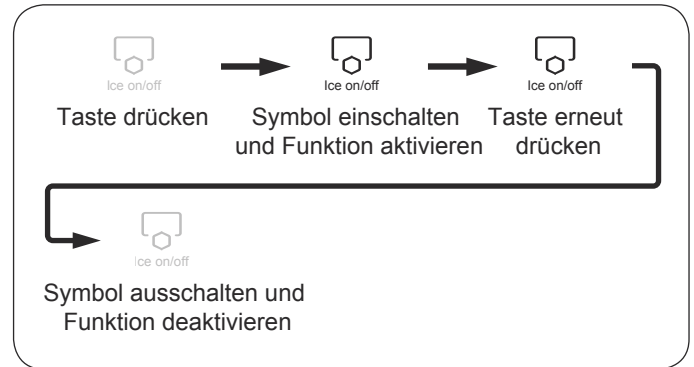 Ice on/off
Ice on/off
Ice on/off
Taste drücken
Symbol einschalten
und Funktion aktivieren
Taste erneut
drücken
Ice on/off
Symbol ausschalten und
Funktion deaktivieren